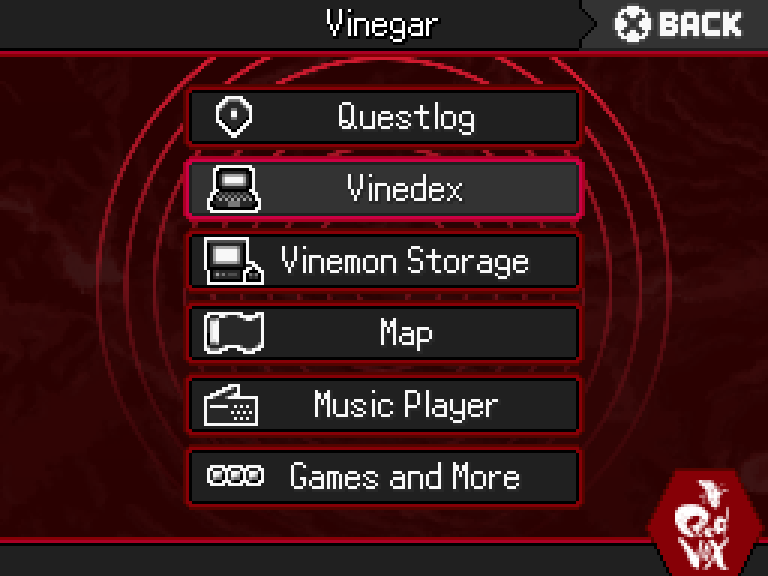 Vinegar
BACK
Questlog
Vinedex
Vinemon Storage
Map
Music Player
Games and More